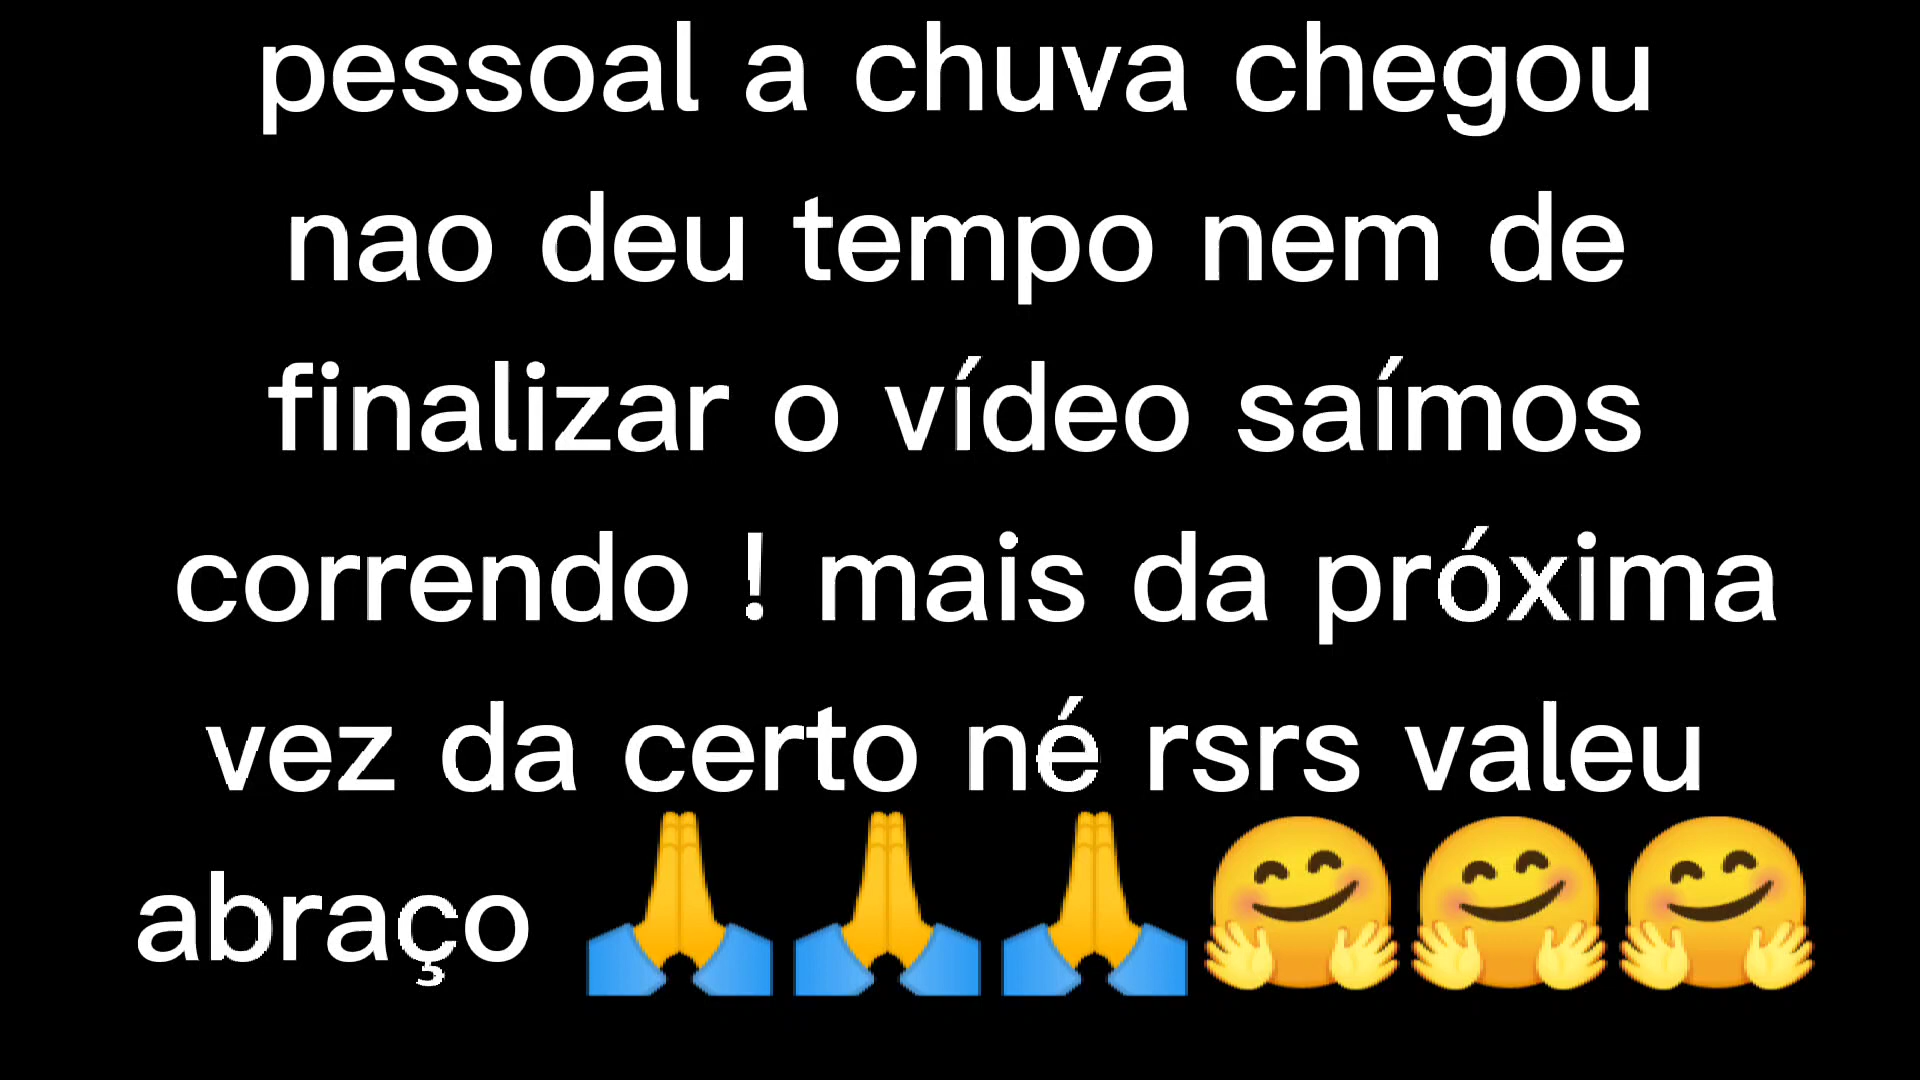 pessoal a chuva chegou
nao deu tempo nem de
finalizar o vídeo saímos
correndo ! mais da próxima
vez da certo né rsrs valeu
abraço 🙏🙏🙏🤗🤗🤗